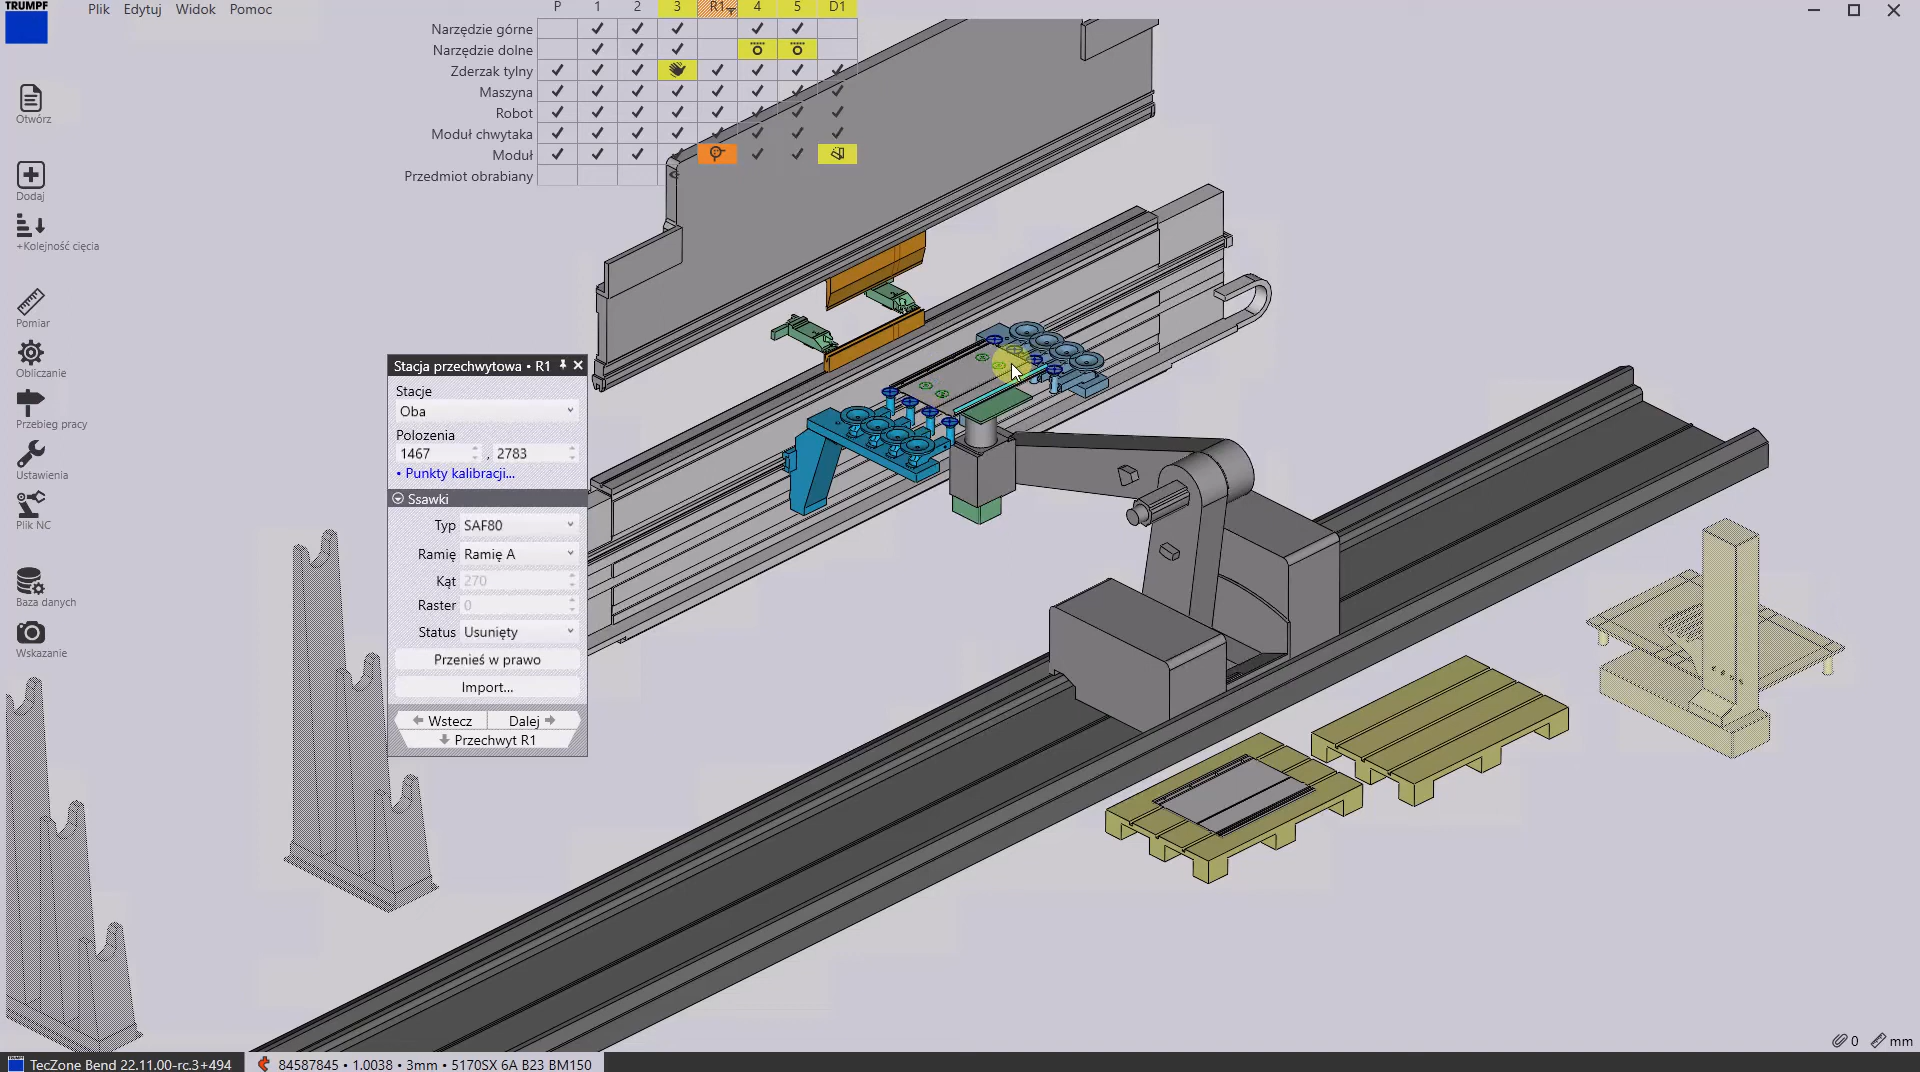 TRUMPF
Plik Edytuj Widok Pomoc
P 1 2 3 R1 4 5 D1
Narzędzie górne
Narzędzie dolne
Zderzak tylny
Maszyna
Robot
Moduł chwytaka
Moduł
Przedmiot obrabiany
Otwórz
Dodaj
+Kolejność cięcia
Pomiar
Obliczanie
Przebieg pracy
Ustawienia
Plik NC
Baza danych
Wskazanie
Stacja przechwytowa • R1
Stacje
Oba
Polozenia
1467 , 2783
• Punkty kalibracji...
Ssawki
Typ SAF80
Ramię Ramię A
Kąt 270
Raster 0
Status Usunięty
Przenieś w prawo
Import...
Wstecz Dalej
Przechwyt R1
0 mm
TecZone Bend 22.11.00-rc.3+494 84587845 • 1.0038 • 3mm • 5170SX 6A B23 BM150